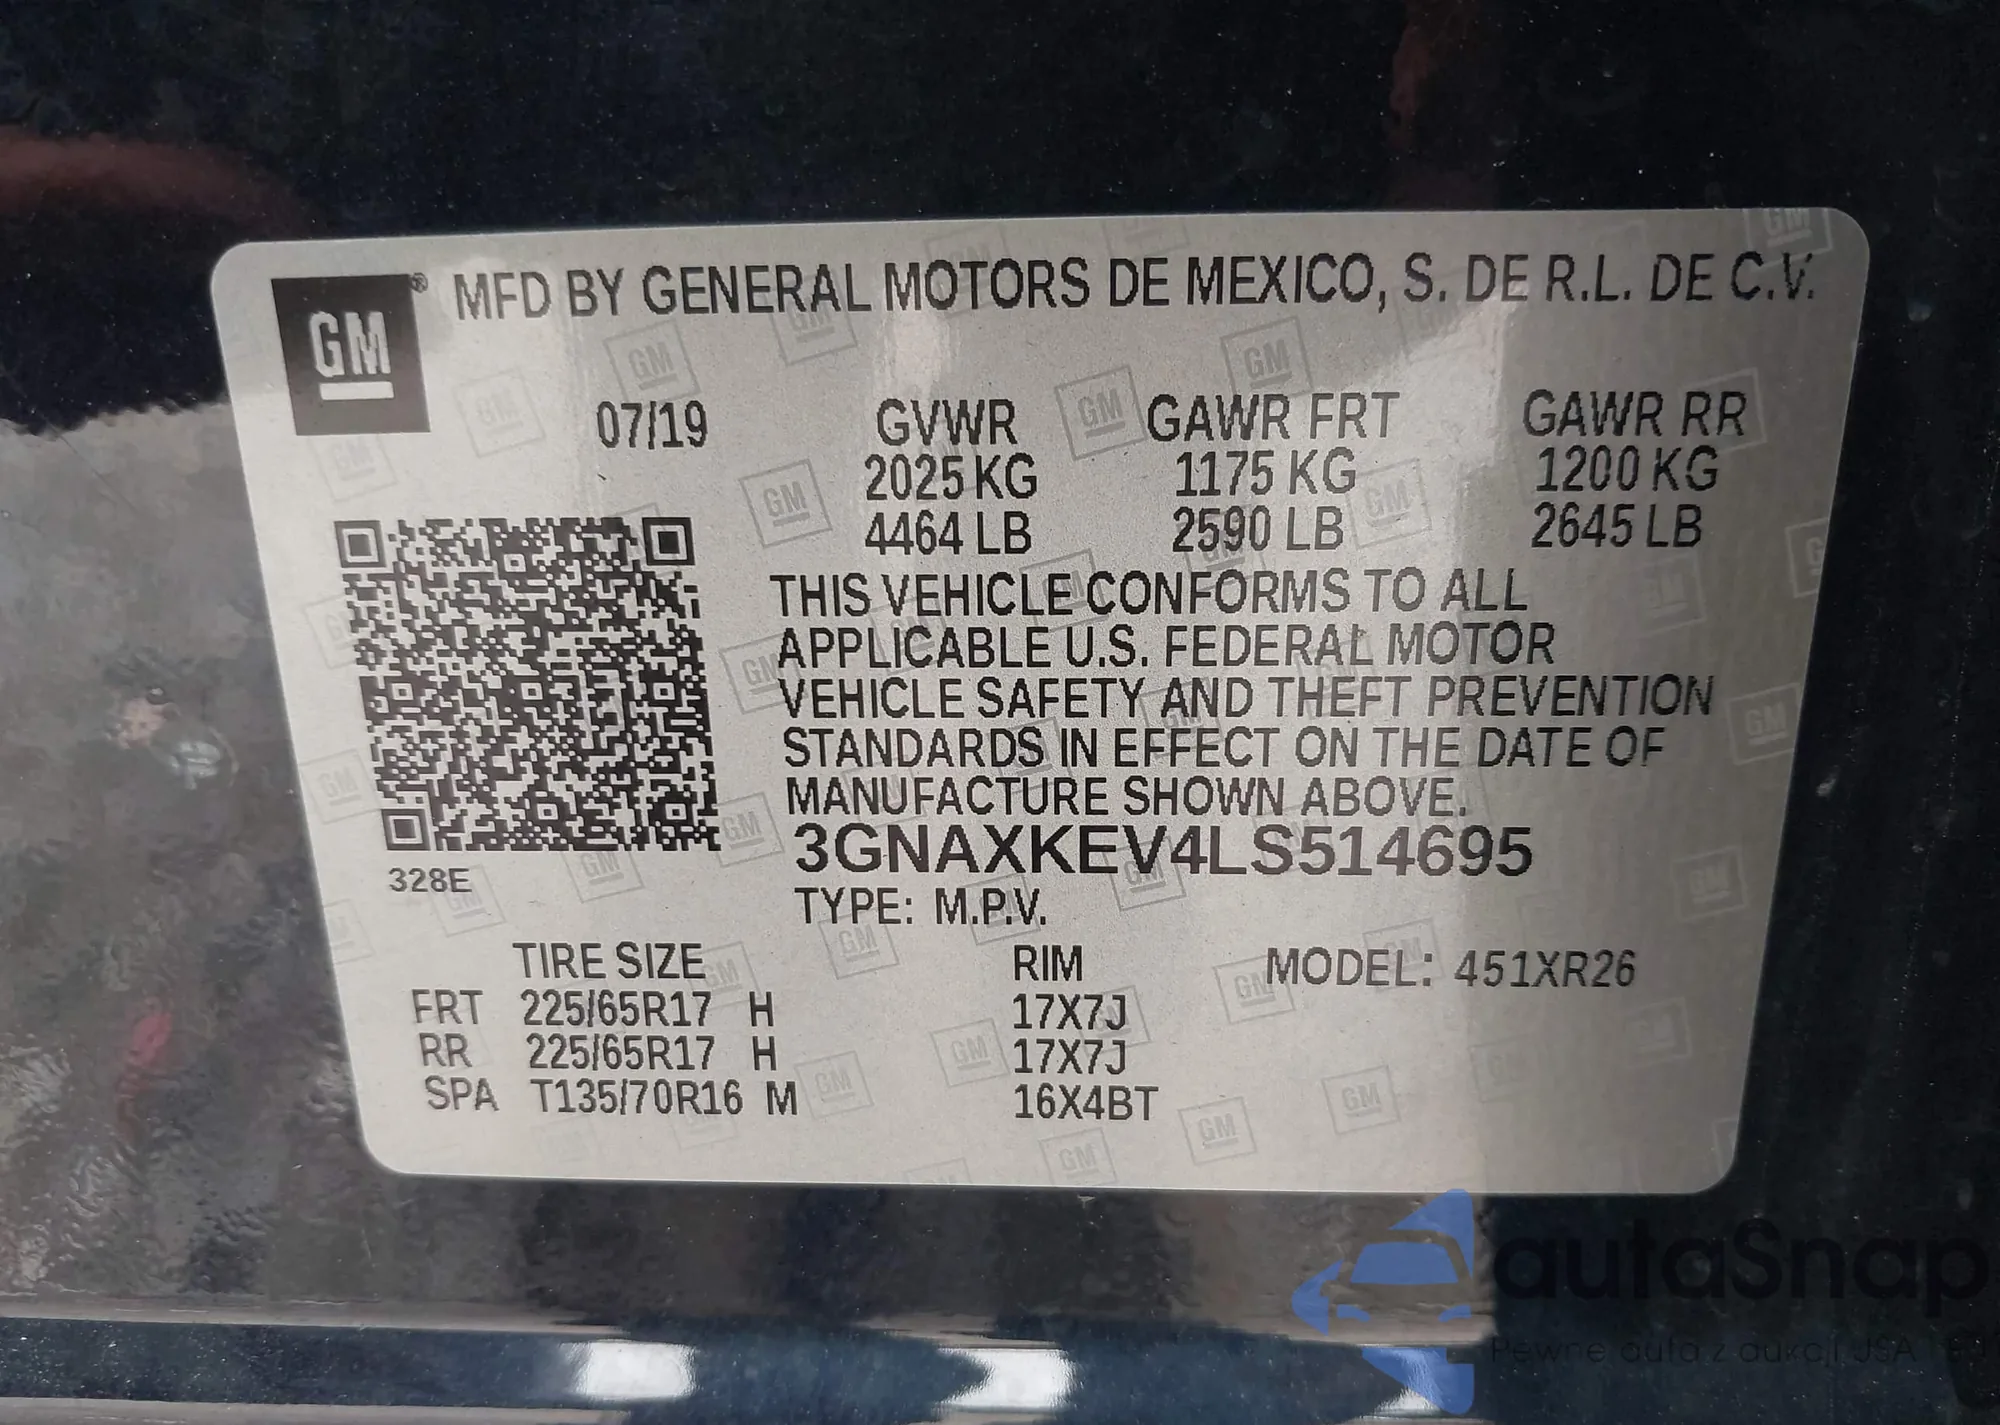 GM® MFD BY GENERAL MOTORS DE MEXICO, S. DE R.L. DE C.V.
07/19 GVWR GAWR FRT GAWR RR
2025 KG 1175 KG 1200 KG
4464 LB 2590 LB 2645 LB
THIS VEHICLE CONFORMS TO ALL
APPLICABLE U.S. FEDERAL MOTOR
VEHICLE SAFETY AND THEFT PREVENTION
STANDARDS IN EFFECT ON THE DATE OF
MANUFACTURE SHOWN ABOVE.
3GNAXKEV4LS514695
328E
TYPE: M.P.V.
TIRE SIZE RIM MODEL: 451XR26
FRT 225/65R17 H 17X7J
RR 225/65R17 H 17X7J
SPA T135/70R16 M 16X4BT
autaSnap
Pewne auta z aukcji